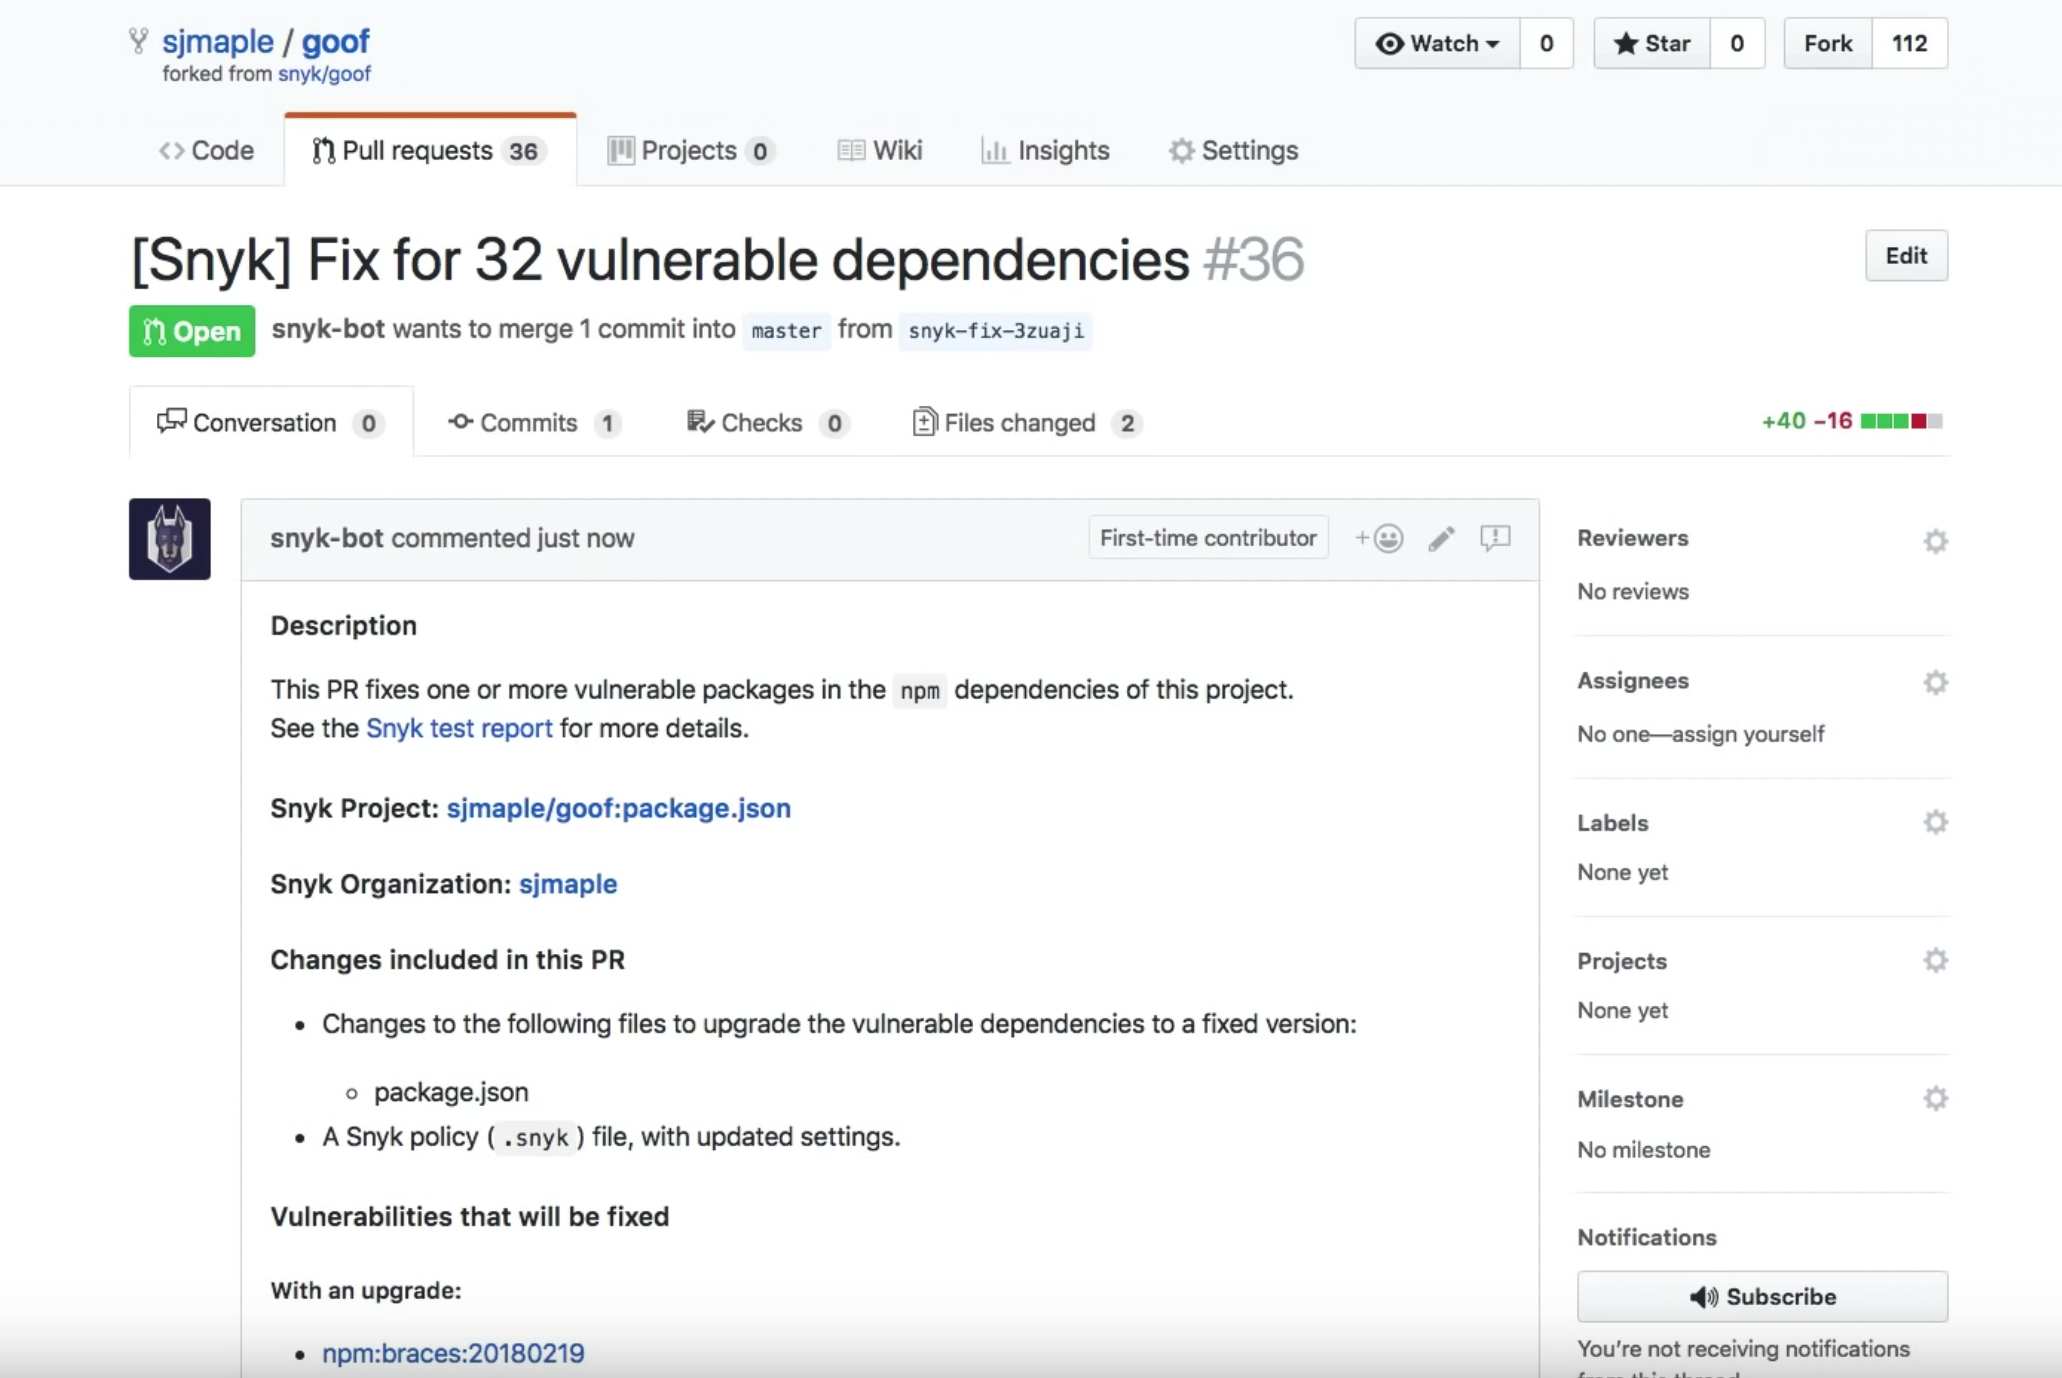 sjmaple / goof
forked from snyk/goof
Watch 0 Star 0 Fork 112
Code Pull requests 36 Projects 0 Wiki Insights Settings
[Snyk] Fix for 32 vulnerable dependencies #36
Edit
Open snyk-bot wants to merge 1 commit into master from snyk-fix-3zuaji
Conversation 0 Commits 1 Checks 0 Files changed 2 +40 −16
snyk-bot commented just now First-time contributor
Description
This PR fixes one or more vulnerable packages in the npm dependencies of this project.
See the Snyk test report for more details.
Snyk Project: sjmaple/goof:package.json
Snyk Organization: sjmaple
Changes included in this PR
• Changes to the following files to upgrade the vulnerable dependencies to a fixed version:
◦ package.json
• A Snyk policy (.snyk) file, with updated settings.
Vulnerabilities that will be fixed
With an upgrade:
• npm:braces:20180219
Reviewers
No reviews
Assignees
No one—assign yourself
Labels
None yet
Projects
None yet
Milestone
No milestone
Notifications
Subscribe
You're not receiving notifications
from this thread